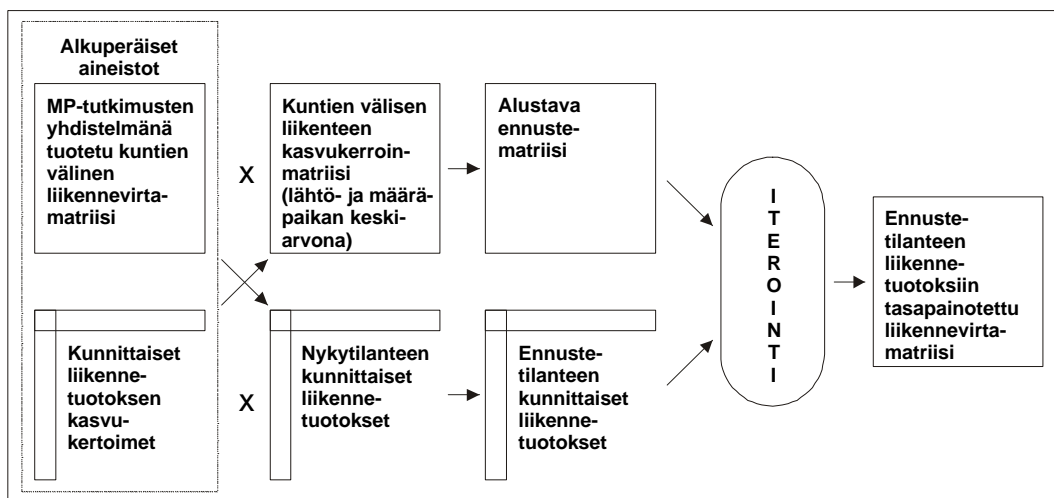 Alkuperäiset
aineistot
MP-tutkimusten
yhdistelmänä
tuotetu kuntien
välinen
liikennevirta-
matriisi
X
Kuntien välisen
liikenteen
kasvukerroin-
matriisi
(lähtö- ja määrä-
paikan keski-
arvona)
Alustava
ennuste-
matriisi
Kunnittaiset
liikenne-
tuotoksen
kasvu-
kertoimet
X
Nykytilanteen
kunnittaiset
liikenne-
tuotokset
Ennuste-
tilanteen
kunnittaiset
liikenne-
tuotokset
I
T
E
R
O
I
N
T
I
Ennuste-
tilanteen
liikenne-
tuotoksiin
tasapainotettu
liikennevirta-
matriisi